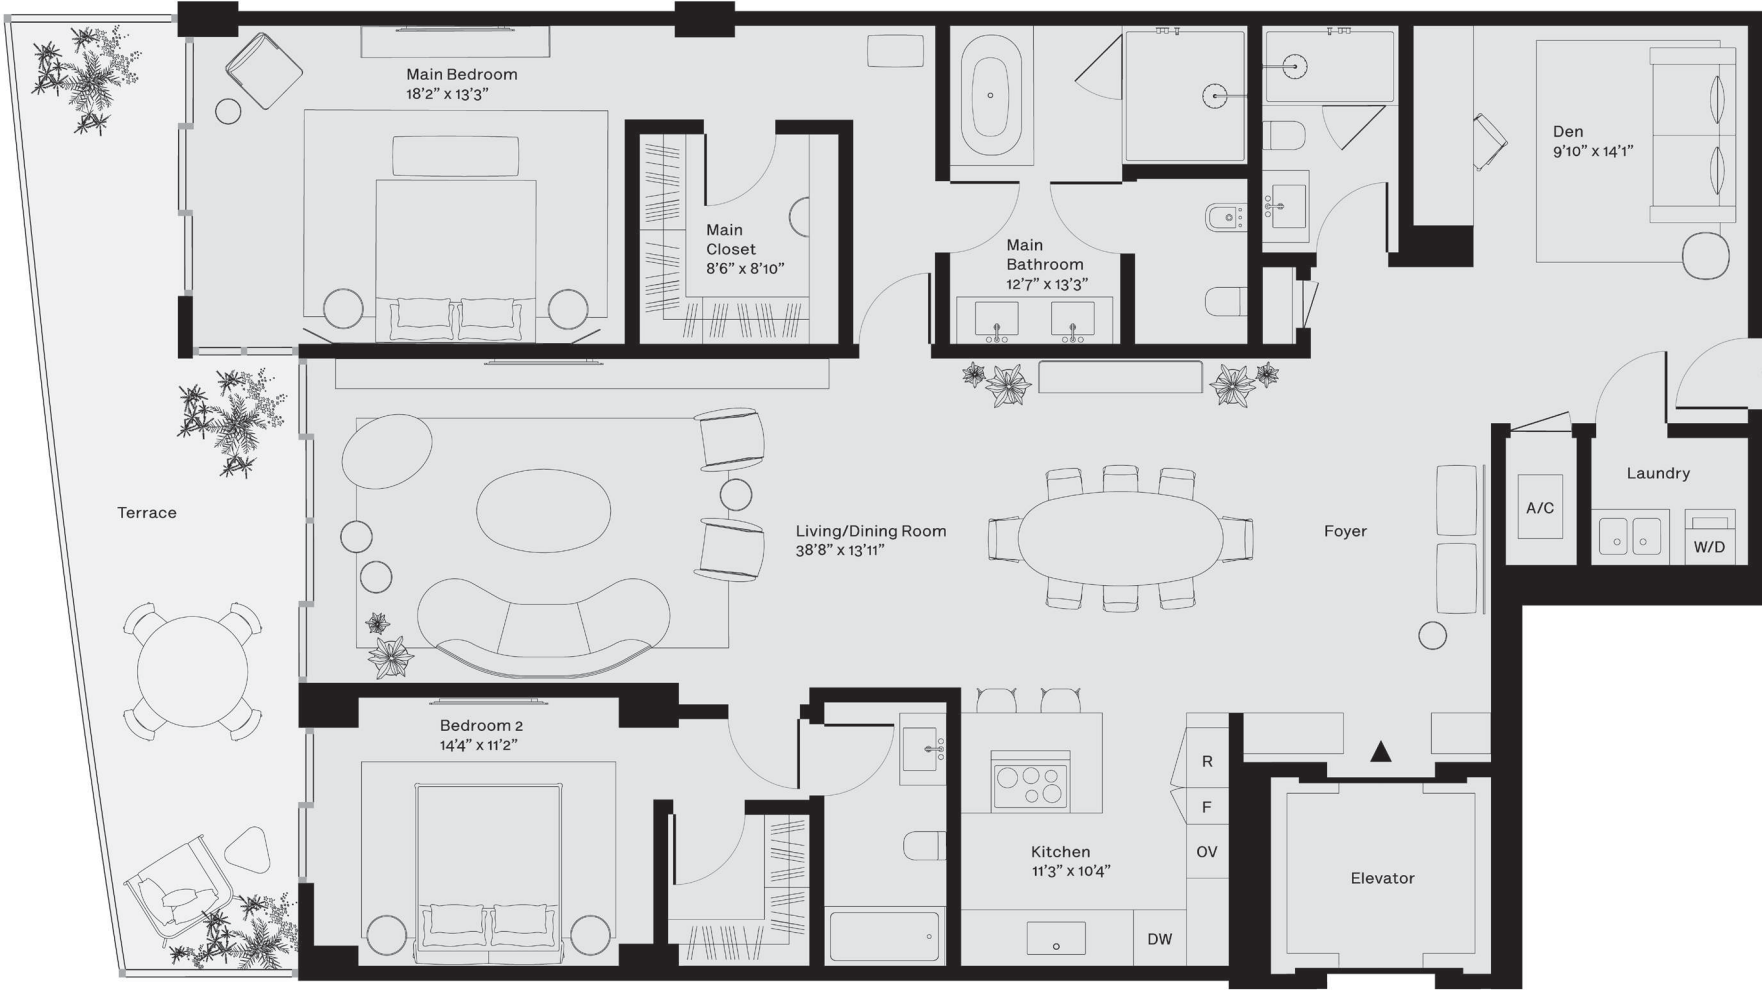 Main Bedroom
18'2" x 13'3"
Main
Closet
8'6" x 8'10"
Main
Bathroom
12'7" x 13'3"
Den
9'10" x 14'1"
Terrace
Living/Dining Room
38'8" x 13'11"
Foyer
A/C
Laundry
W/D
Bedroom 2
14'4" x 11'2"
Kitchen
11'3" x 10'4"
R
F
OV
DW
Elevator